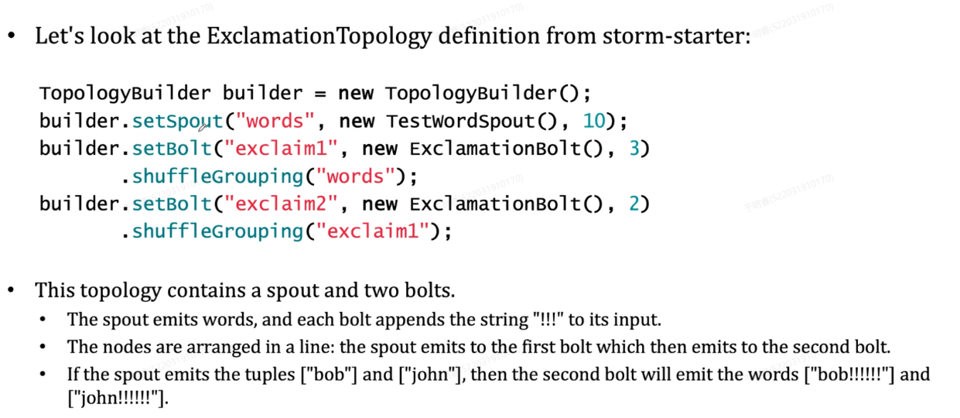 • Let's look at the ExclamationTopology definition from storm-starter:
TopologyBuilder builder = new TopologyBuilder();
builder.setSpout("words", new TestWordSpout(), 10);
builder.setBolt("exclaim1", new ExclamationBolt(), 3)
.shuffleGrouping("words");
builder.setBolt("exclaim2", new ExclamationBolt(), 2)
.shuffleGrouping("exclaim1");
• This topology contains a spout and two bolts.
• The spout emits words, and each bolt appends the string "!!!" to its input.
• The nodes are arranged in a line: the spout emits to the first bolt which then emits to the second bolt.
• If the spout emits the tuples ["bob"] and ["john"], then the second bolt will emit the words ["bob!!!!!!"] and
["john!!!!!!"].